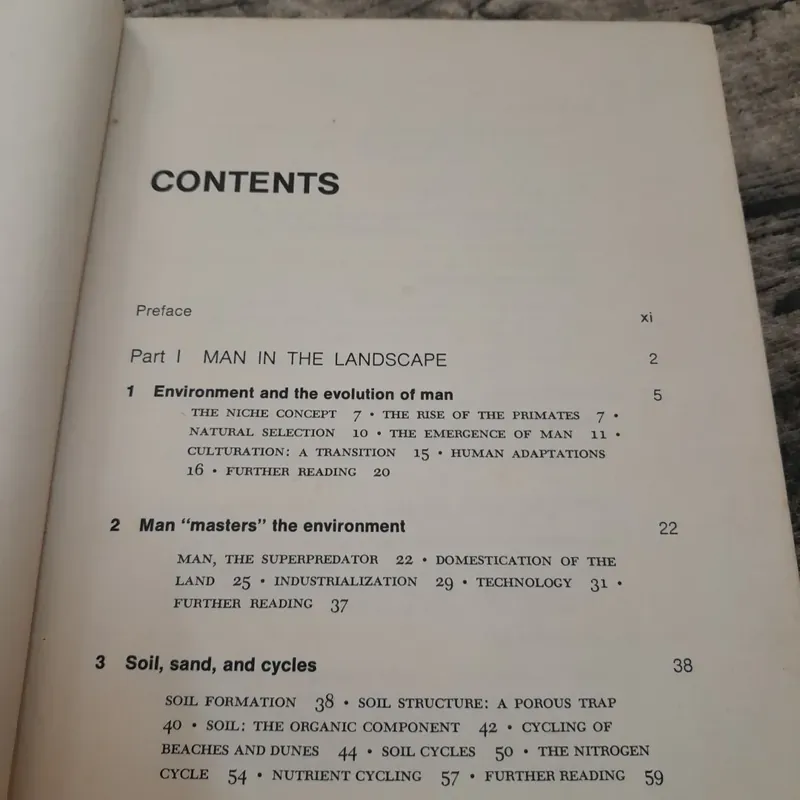 CONTENTS
Preface xi
Part I MAN IN THE LANDSCAPE 2
1 Environment and the evolution of man 5
THE NICHE CONCEPT 7 • THE RISE OF THE PRIMATES 7 •
NATURAL SELECTION 10 • THE EMERGENCE OF MAN 11 •
CULTURATION: A TRANSITION 15 • HUMAN ADAPTATIONS
16 • FURTHER READING 20
2 Man “masters” the environment 22
MAN, THE SUPERPREDATOR 22 • DOMESTICATION OF THE
LAND 25 • INDUSTRIALIZATION 29 • TECHNOLOGY 31 •
FURTHER READING 37
3 Soil, sand, and cycles 38
SOIL FORMATION 38 • SOIL STRUCTURE: A POROUS TRAP
40 • SOIL: THE ORGANIC COMPONENT 42 • CYCLING OF
BEACHES AND DUNES 44 • SOIL CYCLES 50 • THE NITROGEN
CYCLE 54 • NUTRIENT CYCLING 57 • FURTHER READING 59